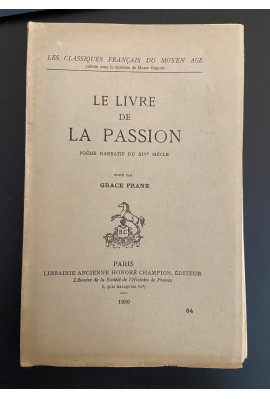 LES CLASSIQUES FRANÇAIS DU MOYEN AGE
publiés sous la direction de Mario Roques
LE LIVRE
DE
LA PASSION
POÈME NARRATIF DU XIVe SIÈCLE
ÉDITÉ PAR
GRACE FRANK
PARIS
LIBRAIRIE ANCIENNE HONORÉ CHAMPION, ÉDITEUR
Libraire de la Société de l'Histoire de France
5, QUAI MALAQUAIS (VIe)
1930
64